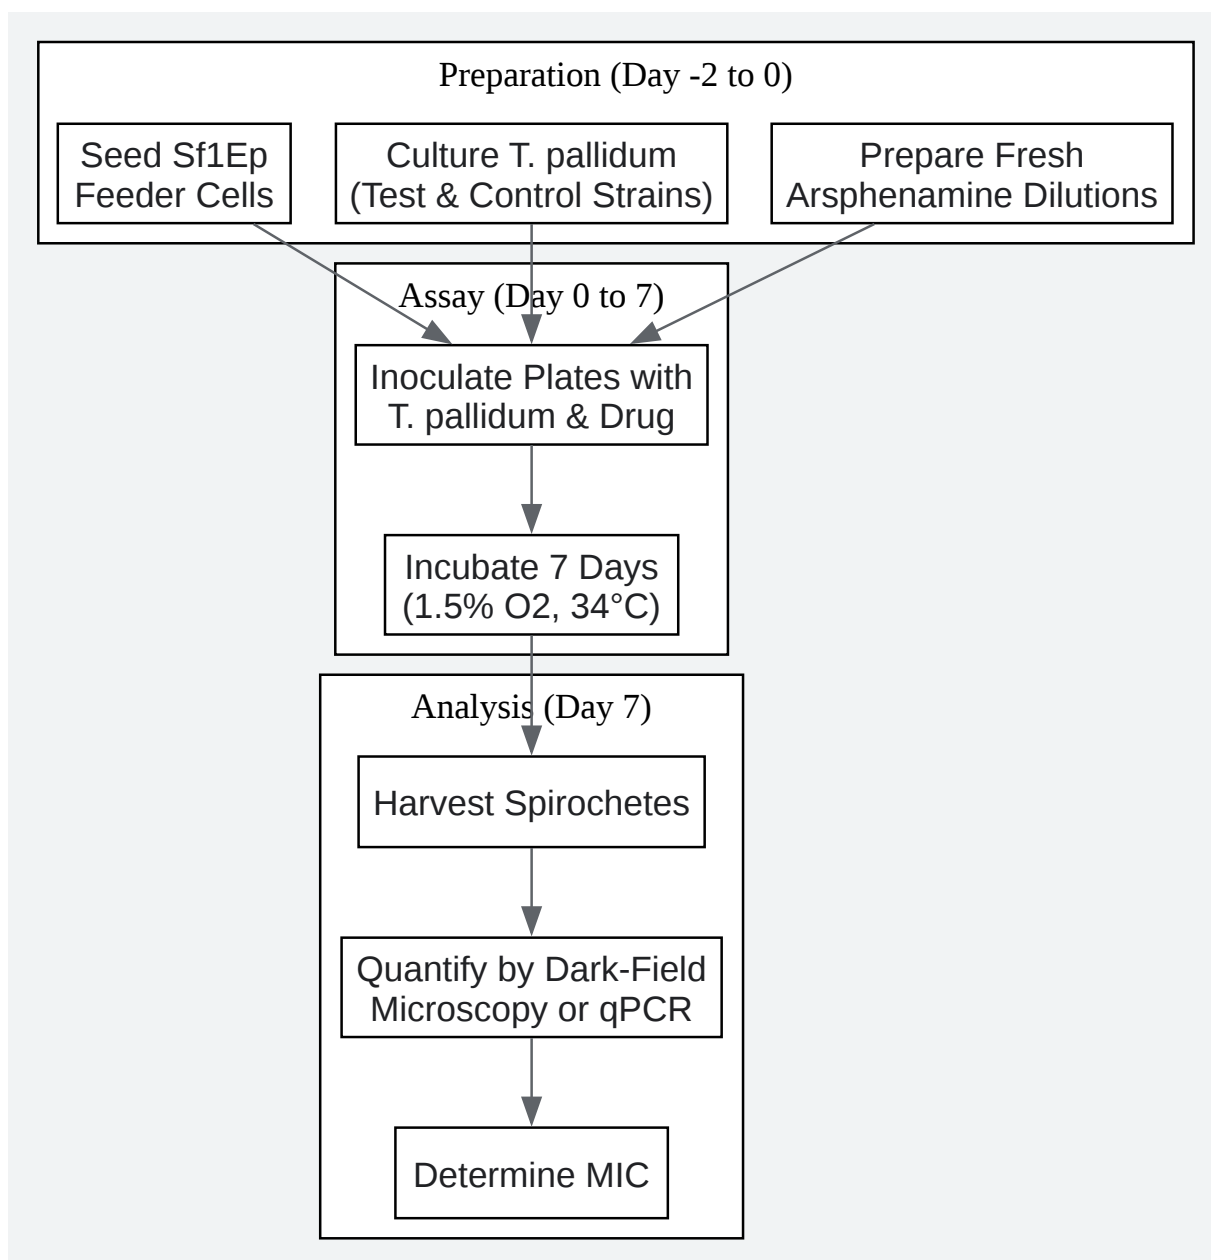 Preparation (Day -2 to 0)
Seed Sf1Ep
Feeder Cells
Culture T. pallidum
(Test & Control Strains)
Prepare Fresh
Arsphenamine Dilutions
Assay (Day 0 to 7)
Inoculate Plates with
T. pallidum & Drug
Incubate 7 Days
(1.5% O2, 34°C)
Analysis (Day 7)
Harvest Spirochetes
Quantify by Dark-Field
Microscopy or qPCR
Determine MIC